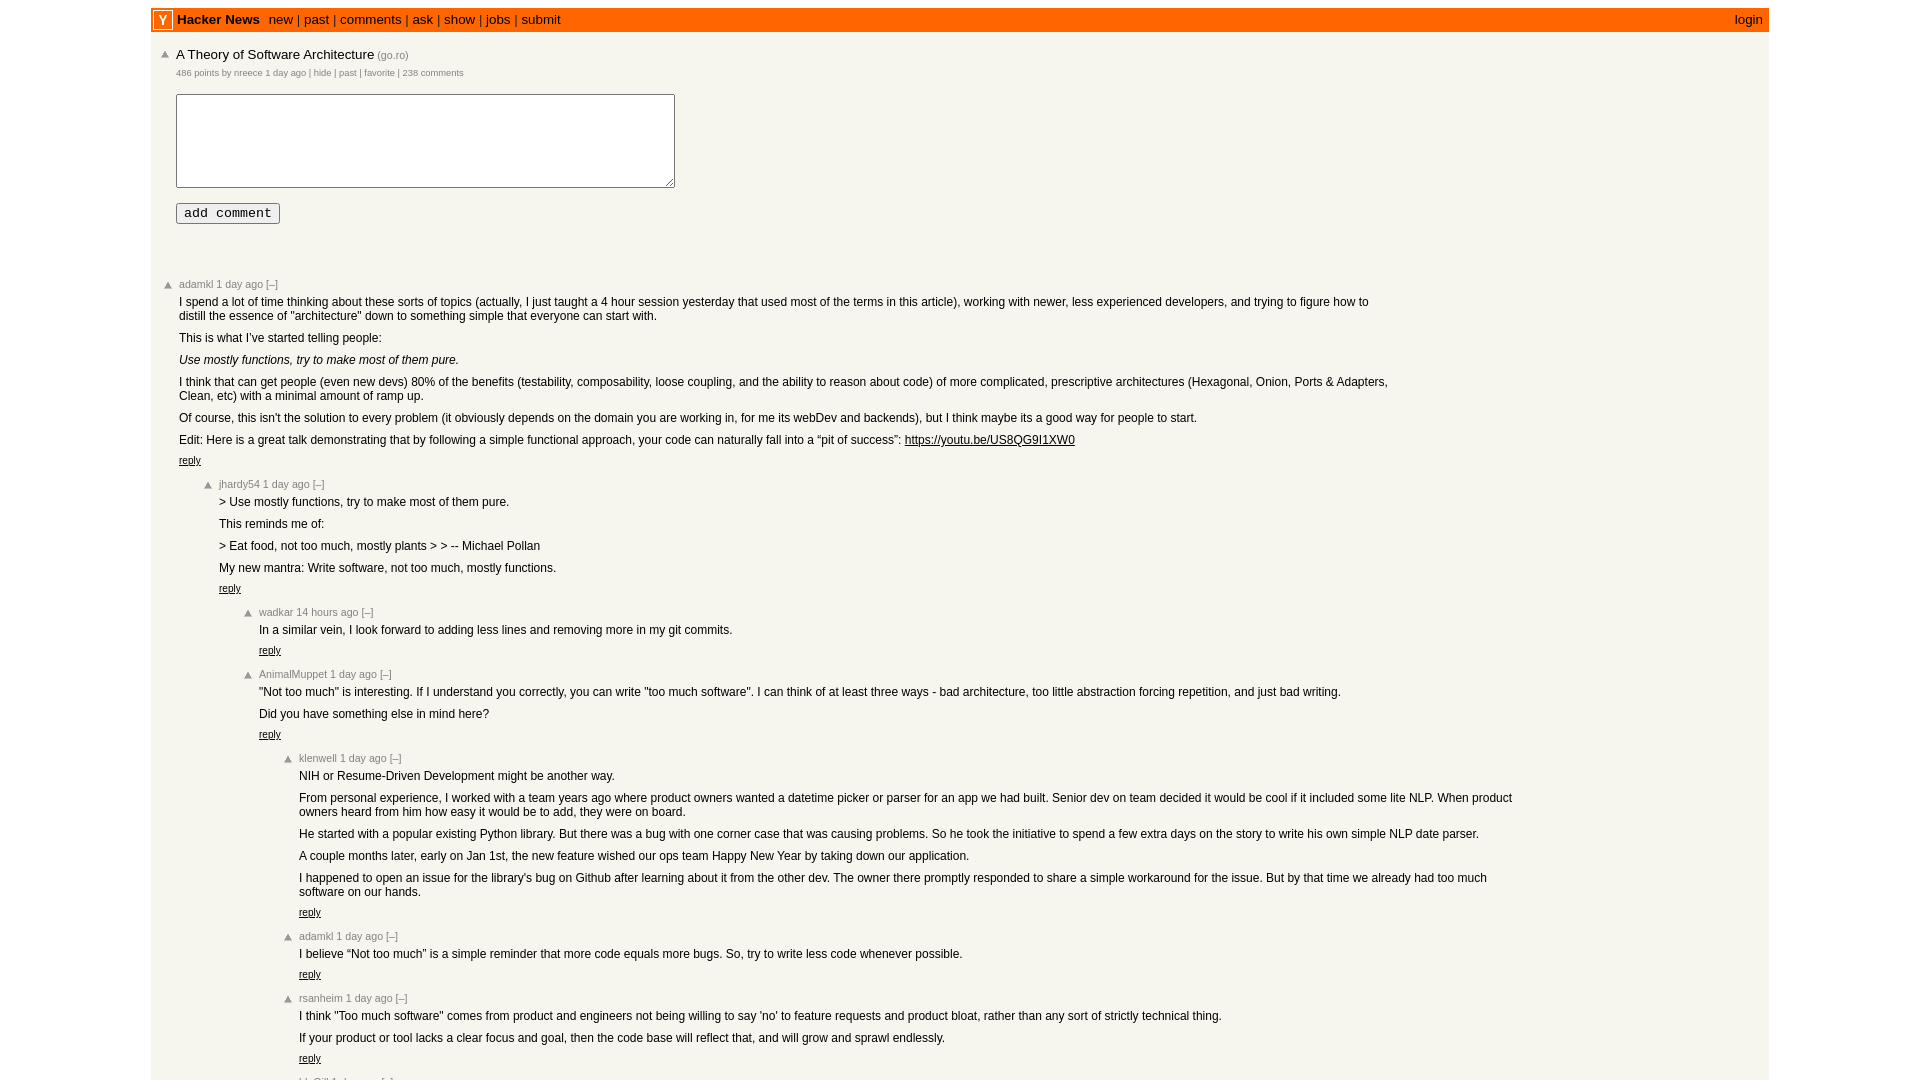 Y Hacker News new | past | comments | ask | show | jobs | submit login
A Theory of Software Architecture (go.ro)
486 points by nreece 1 day ago | hide | past | favorite | 238 comments
add comment
adamkl 1 day ago [–]
I spend a lot of time thinking about these sorts of topics (actually, I just taught a 4 hour session yesterday that used most of the terms in this article), working with newer, less experienced developers, and trying to figure how to
distill the essence of "architecture" down to something simple that everyone can start with.
This is what I’ve started telling people:
Use mostly functions, try to make most of them pure.
I think that can get people (even new devs) 80% of the benefits (testability, composability, loose coupling, and the ability to reason about code) of more complicated, prescriptive architectures (Hexagonal, Onion, Ports & Adapters,
Clean, etc) with a minimal amount of ramp up.
Of course, this isn't the solution to every problem (it obviously depends on the domain you are working in, for me its webDev and backends), but I think maybe its a good way for people to start.
Edit: Here is a great talk demonstrating that by following a simple functional approach, your code can naturally fall into a “pit of success”: https://youtu.be/US8QG9I1XW0
reply
jhardy54 1 day ago [–]
> Use mostly functions, try to make most of them pure.
This reminds me of:
> Eat food, not too much, mostly plants > > -- Michael Pollan
My new mantra: Write software, not too much, mostly functions.
reply
wadkar 14 hours ago [–]
In a similar vein, I look forward to adding less lines and removing more in my git commits.
reply
AnimalMuppet 1 day ago [–]
"Not too much" is interesting. If I understand you correctly, you can write "too much software". I can think of at least three ways - bad architecture, too little abstraction forcing repetition, and just bad writing.
Did you have something else in mind here?
reply
klenwell 1 day ago [–]
NIH or Resume-Driven Development might be another way.
From personal experience, I worked with a team years ago where product owners wanted a datetime picker or parser for an app we had built. Senior dev on team decided it would be cool if it included some lite NLP. When product
owners heard from him how easy it would be to add, they were on board.
He started with a popular existing Python library. But there was a bug with one corner case that was causing problems. So he took the initiative to spend a few extra days on the story to write his own simple NLP date parser.
A couple months later, early on Jan 1st, the new feature wished our ops team Happy New Year by taking down our application.
I happened to open an issue for the library's bug on Github after learning about it from the other dev. The owner there promptly responded to share a simple workaround for the issue. But by that time we already had too much
software on our hands.
reply
adamkl 1 day ago [–]
I believe “Not too much” is a simple reminder that more code equals more bugs. So, try to write less code whenever possible.
reply
rsanheim 1 day ago [–]
I think "Too much software" comes from product and engineers not being willing to say 'no' to feature requests and product bloat, rather than any sort of strictly technical thing.
If your product or tool lacks a clear focus and goal, then the code base will reflect that, and will grow and sprawl endlessly.
reply